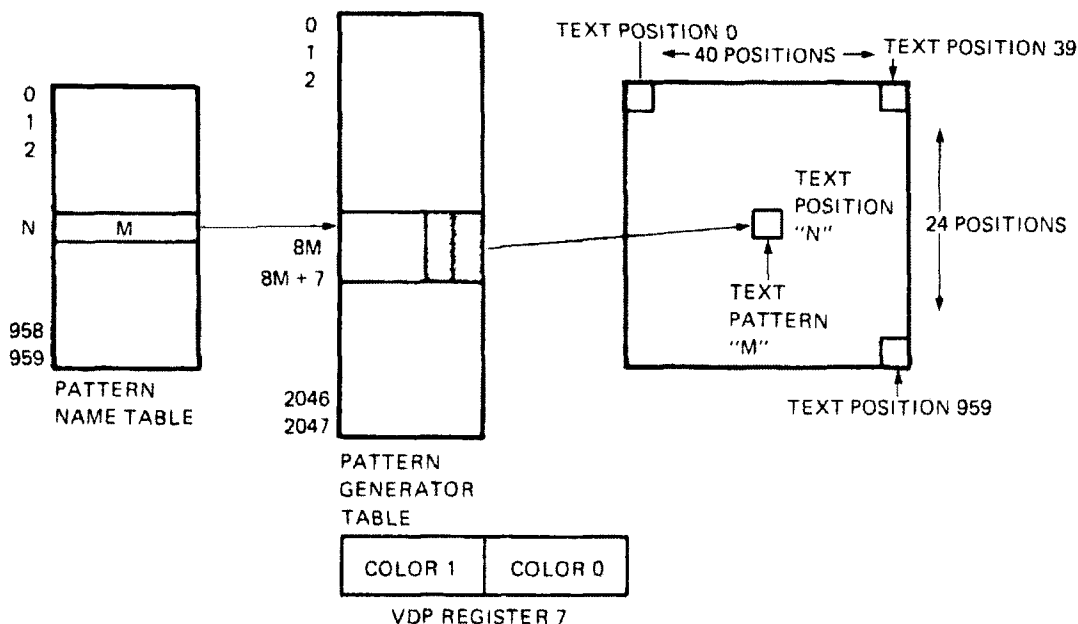 0
1
2
N
M
958
959
PATTERN
NAME TABLE
0
1
2
8M
8M + 7
2046
2047
PATTERN
GENERATOR
TABLE
COLOR 1
COLOR 0
VDP REGISTER 7
TEXT POSITION 0
40 POSITIONS
TEXT POSITION 39
TEXT
POSITION
"N"
24 POSITIONS
TEXT
PATTERN
"M"
TEXT POSITION 959